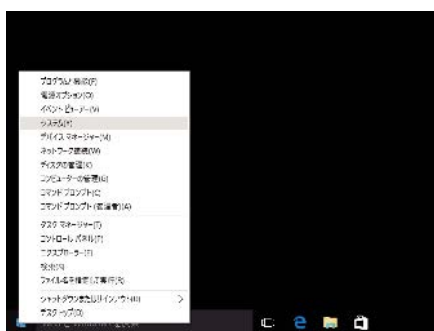 プログラムと機能(F)
電源オプション(O)
イベント ビューアー(V)
システム(Y)
デバイス マネージャー(M)
ネットワーク接続(W)
ディスクの管理(K)
コンピューターの管理(G)
コマンド プロンプト(C)
コマンド プロンプト (管理者)(A)
タスク マネージャー(T)
コントロール パネル(P)
エクスプローラー(E)
検索(S)
ファイル名を指定して実行(R)
シャットダウンまたはサインアウト(U)
デスクトップ(D)